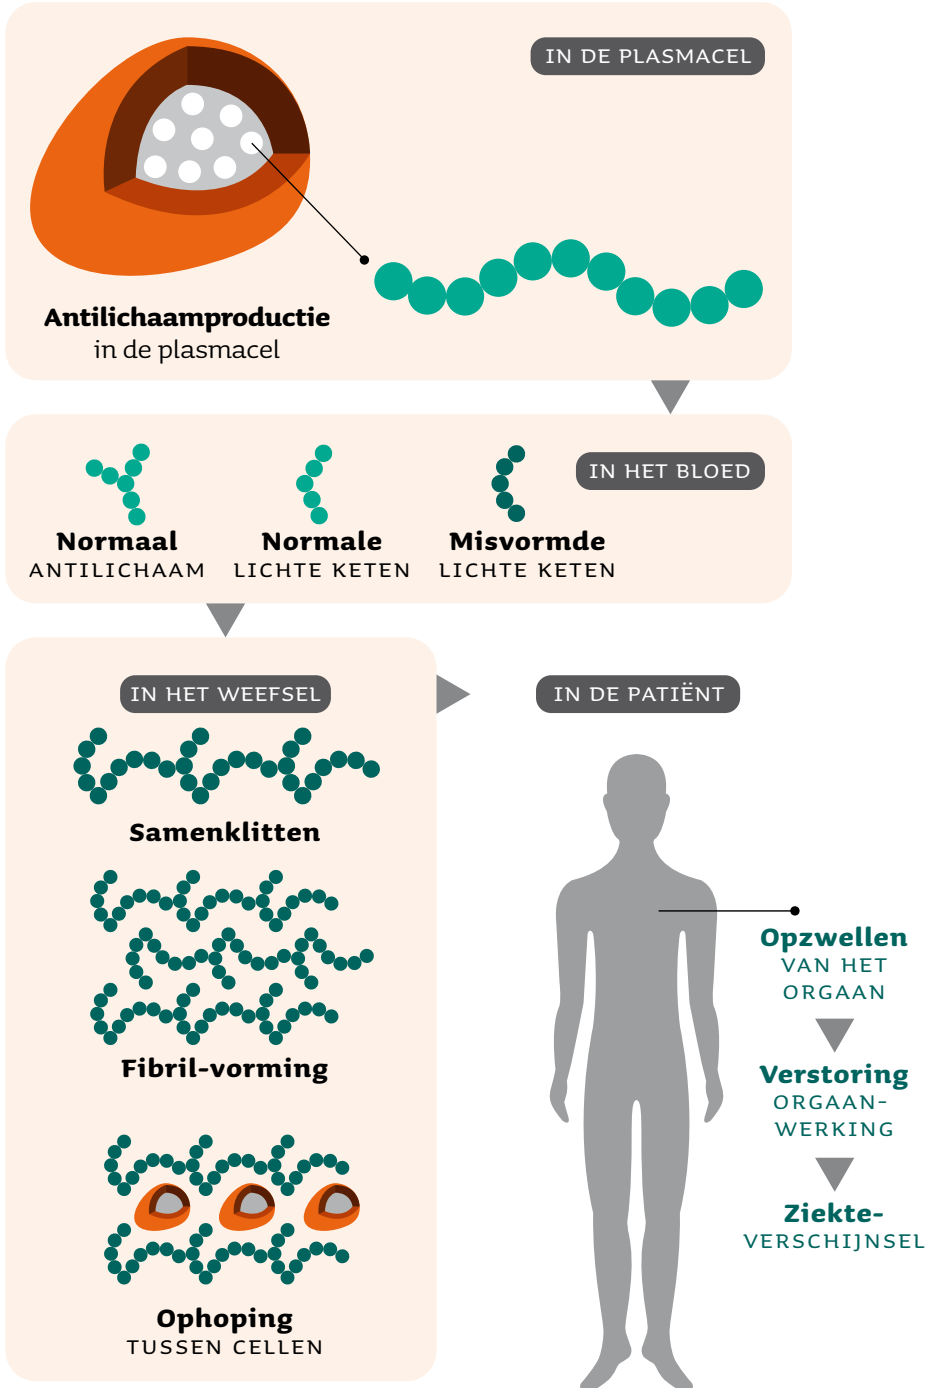 IN DE PLASMACEL
Antilichaamproductie
in de plasmacel
IN HET BLOED
Normaal
ANTILICHAAM
Normale
LICHTE KETEN
Misvormde
LICHTE KETEN
IN HET WEEFSEL
Samenklitten
Fibril-vorming
Ophoping
TUSSEN CELLEN
IN DE PATIËNT
Opzwellen
VAN HET
ORGAAN
Verstoring
ORGAAN-
WERKING
Ziekte-
VERSCHIJNSEL